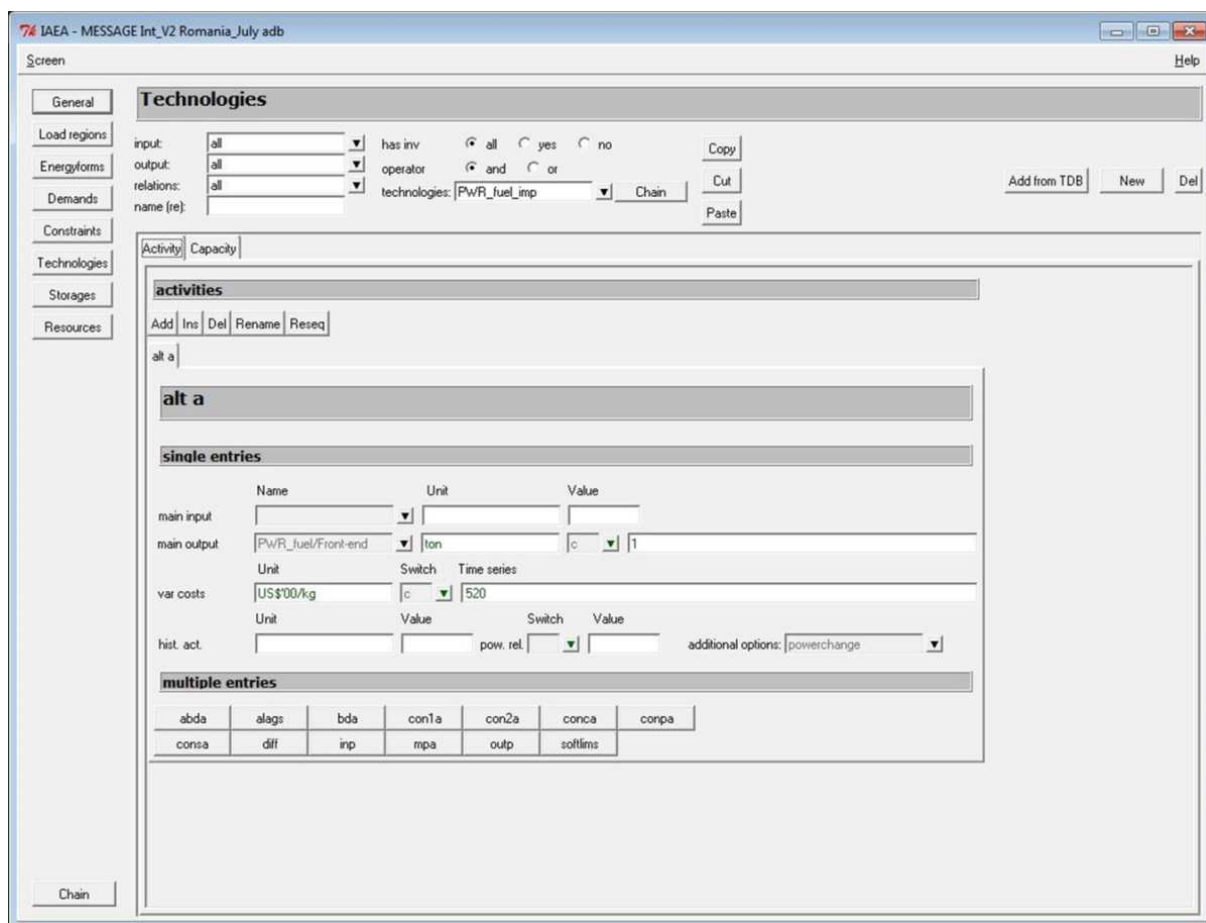 IAEA - MESSAGE Int_V2 Romania_July adb
Screen Help
General
Load regions
Energyforms
Demands
Constraints
Technologies
Storages
Resources
Chain
Technologies
input: all has inv all yes no
output: all operator and or
relations: all technologies: PWR_fuel_imp Chain
name (re):
Copy
Cut
Paste
Add from TDB New Del
Activity Capacity
activities
Add Ins Del Rename Reseq
alt a
alt a
single entries
Name Unit Value
main input
main output PWR_fuel/Front-end ton c 1
Unit Switch Time series
var costs US$'00/kg c 520
Unit Value Switch Value
hist. act. pow. rel. additional options: powerchange
multiple entries
abda alags bda con1a con2a conca conpa
consa diff inp mpa outp softlims